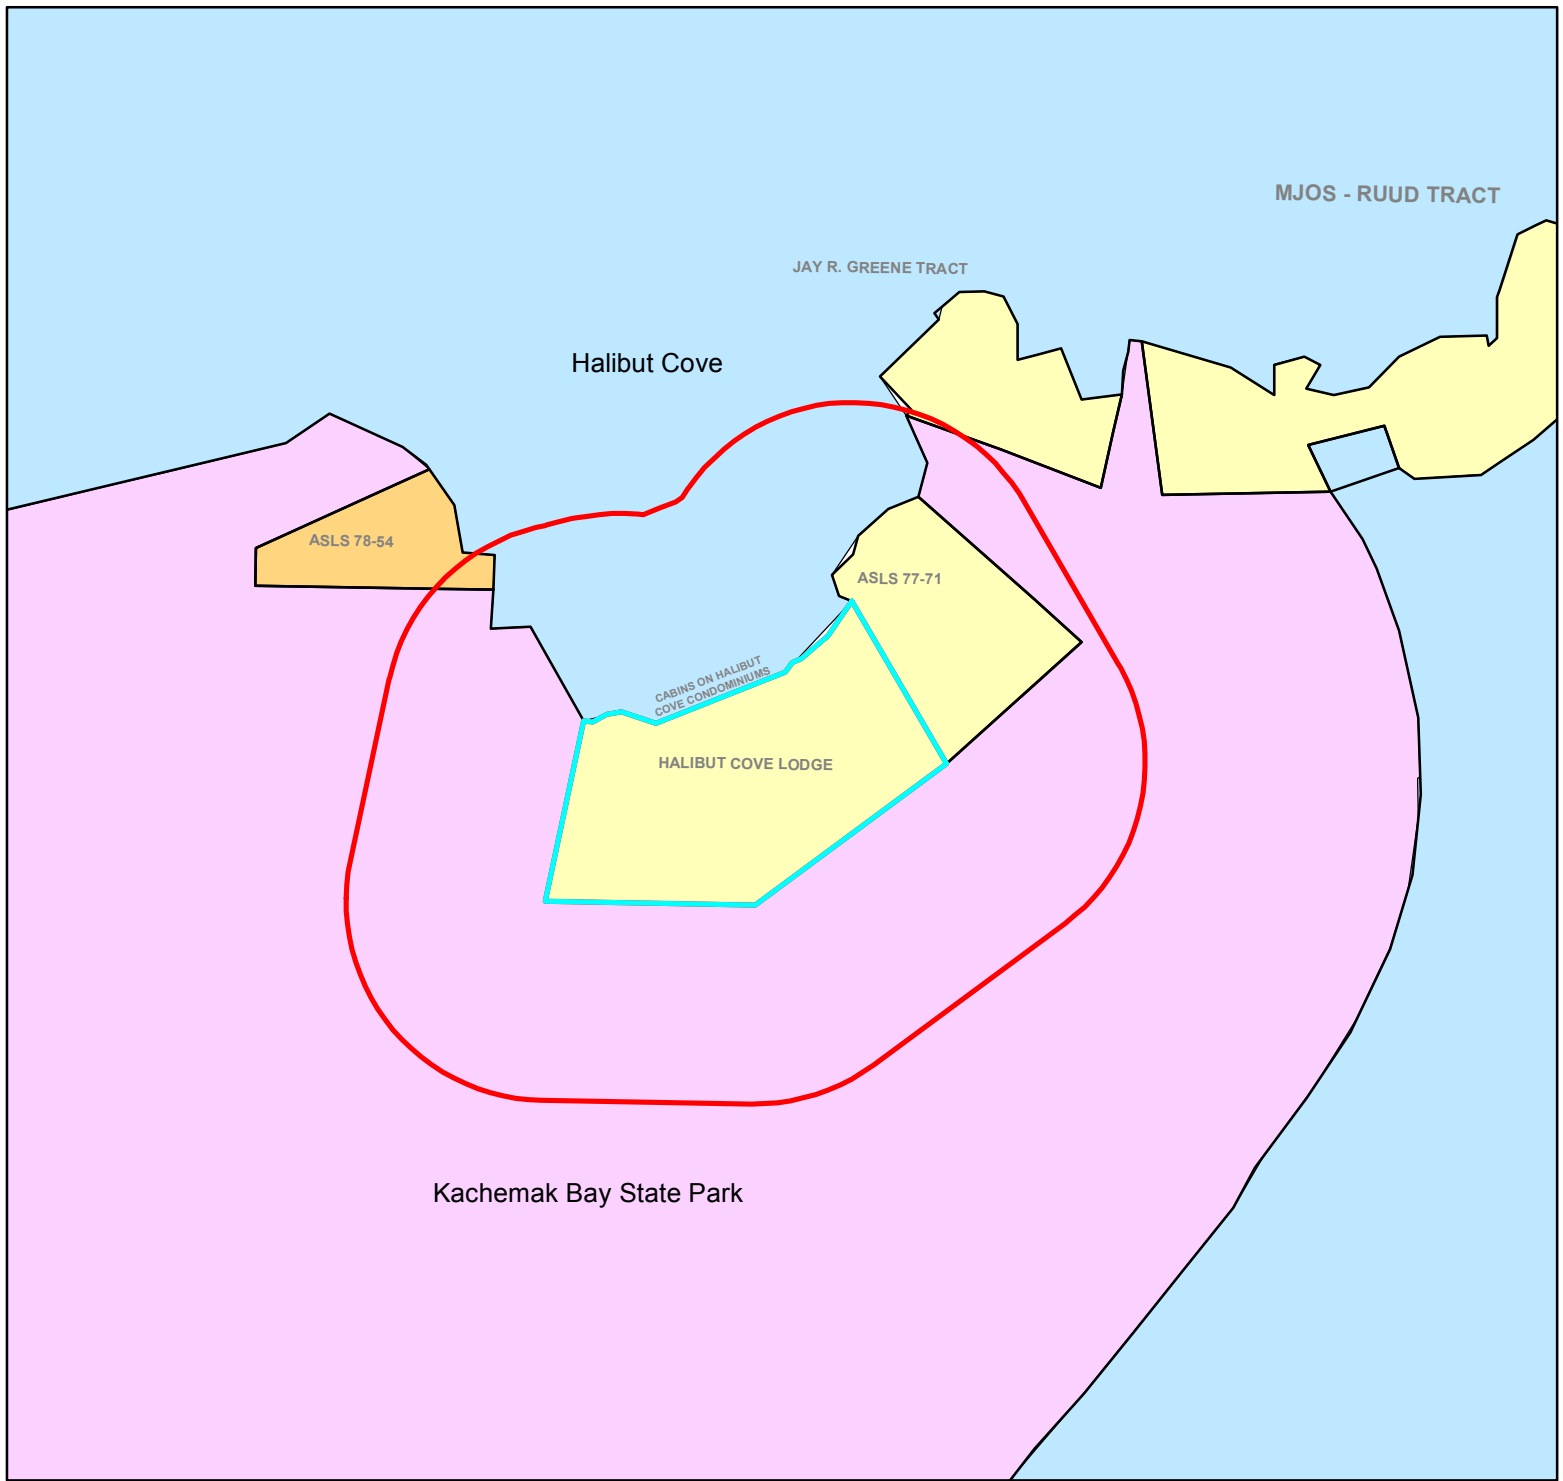 MJOS - RUUD TRACT
JAY R. GREENE TRACT
Halibut Cove
ASLS 78-54
ASLS 77-71
CABINS ON HALIBUT
COVE CONDOMINIUMS
HALIBUT COVE LODGE
Kachemak Bay State Park